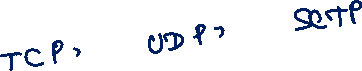 TCP, UDP, SCTP